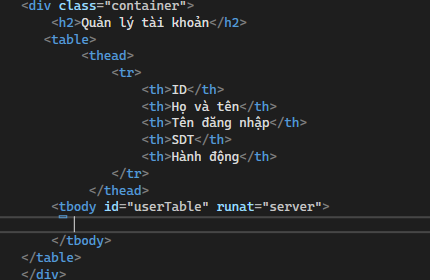 <div class="container">
<h2>Quản lý tài khoản</h2>
<table>
<thead>
<tr>
<th>ID</th>
<th>Họ và tên</th>
<th>Tên đăng nhập</th>
<th>SDT</th>
<th>Hành động</th>
</tr>
</thead>
<tbody id="userTable" runat="server">
</tbody>
</table>
</div>